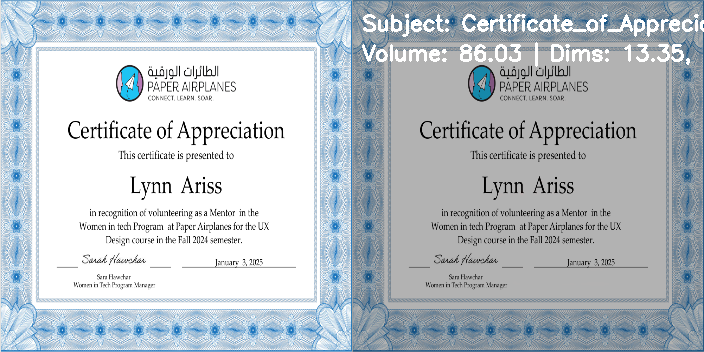 الطائرات الورقية
PAPER AIRPLANES
CONNECT. LEARN. SOAR.
Certificate of Appreciation
This certificate is presented to
Lynn Ariss
in recognition of volunteering as a Mentor in the
Women in tech Program at Paper Airplanes for the UX
Design course in the Fall 2024 semester.
Sarah Hawchar
January 3, 2025
Sara Hawchar
Women in Tech Program Manager
Subject: Certificate_of_Apprecia
Volume: 86.03 | Dims: 13.35,
الطائرات الورقية
PAPER AIRPLANES
CONNECT. LEARN. SOAR.
Certificate of Appreciation
This certificate is presented to
Lynn Ariss
in recognition of volunteering as a Mentor in the
Women in tech Program at Paper Airplanes for the UX
Design course in the Fall 2024 semester.
Sarah Hawchar
January 3, 2025
Sara Hawchar
Women in Tech Program Manager